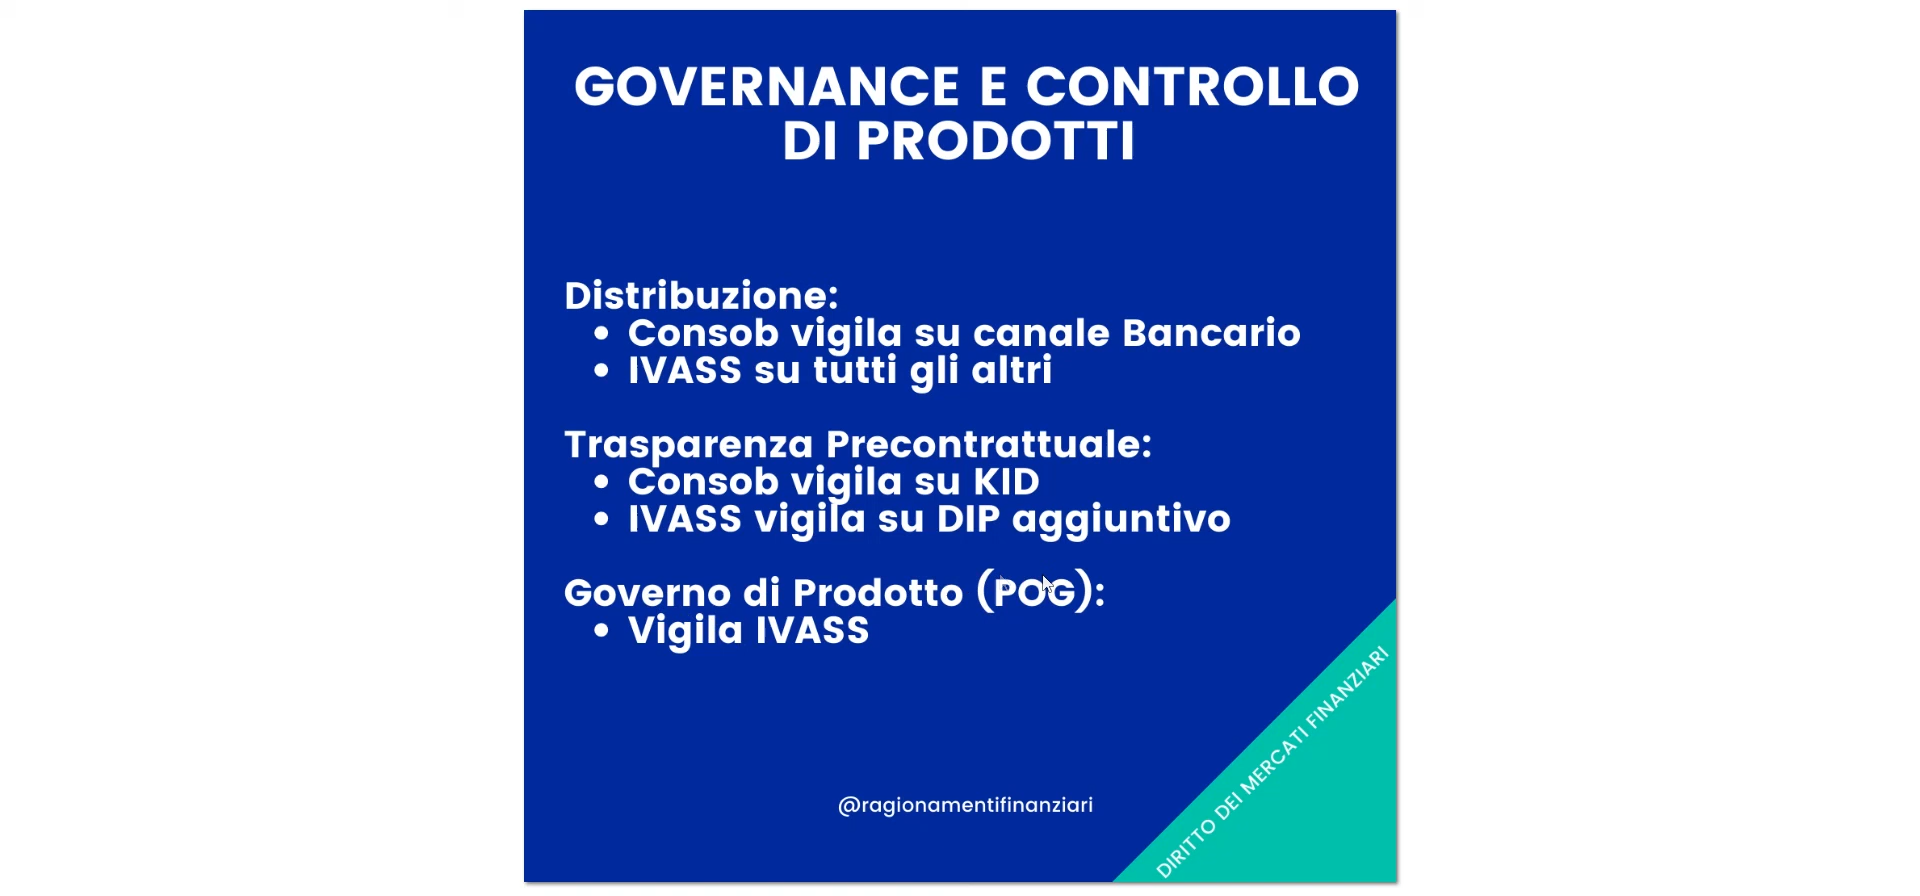 GOVERNANCE E CONTROLLO
DI PRODOTTI
Distribuzione:
• Consob vigila su canale Bancario
• IVASS su tutti gli altri
Trasparenza Precontrattuale:
• Consob vigila su KID
• IVASS vigila su DIP aggiuntivo
Governo di Prodotto (POG):
• Vigila IVASS
@ragionamentifinanziari
DIRITTO DEI MERCATI FINANZIARI